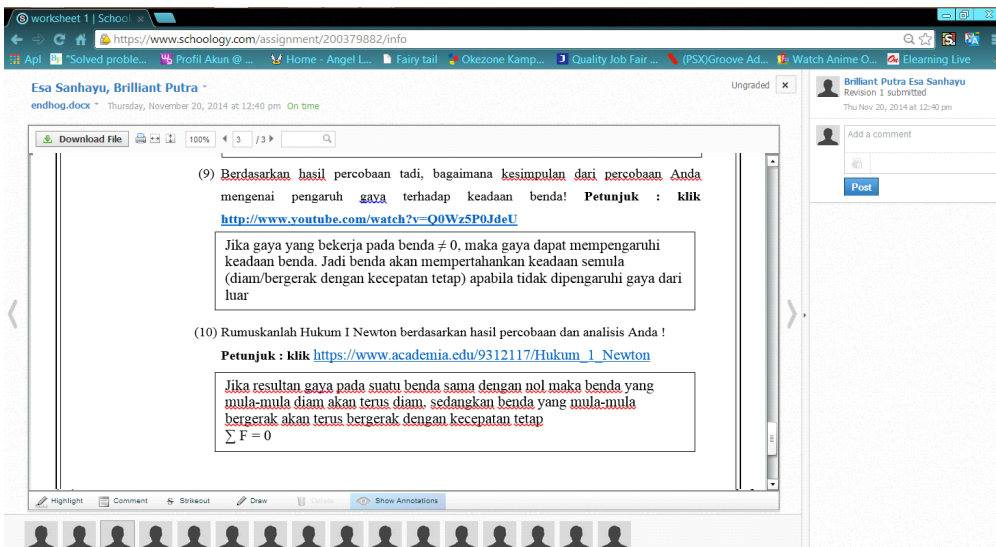 worksheet 1 | School
https://www.schoology.com/assignment/200379882/info
Apl "Solved proble... Profil Akun @ ... Home - Angel L... Fairy tail Okezone Kamp... Quality Job Fair ... (PSX)Groove Ad... Watch Anime O... Elearning Live
Esa Sanhayu, Brilliant Putra
Ungraded
endhog.docx Thursday, November 20, 2014 at 12:40 pm On time
Brilliant Putra Esa Sanhayu
Revision 1 submitted
Thu Nov 20, 2014 at 12:40 pm
Add a comment
Post
Download File 100% 3 /3
(9) Berdasarkan hasil percobaan tadi, bagaimana kesimpulan dari percobaan Anda
mengenai pengaruh gaya terhadap keadaan benda! Petunjuk : klik
http://www.youtube.com/watch?v=Q0Wz5P0JdeU
Jika gaya yang bekerja pada benda ≠ 0, maka gaya dapat mempengaruhi
keadaan benda. Jadi benda akan mempertahankan keadaan semula
(diam/bergerak dengan kecepatan tetap) apabila tidak dipengaruhi gaya dari
luar
(10) Rumuskanlah Hukum I Newton berdasarkan hasil percobaan dan analisis Anda !
Petunjuk : klik https://www.academia.edu/9312117/Hukum_1_Newton
Jika resultan gaya pada suatu benda sama dengan nol maka benda yang
mula-mula diam akan terus diam, sedangkan benda yang mula-mula
bergerak akan terus bergerak dengan kecepatan tetap
∑ F = 0
Highlight Comment Strikeout Draw Delete Show Annotations